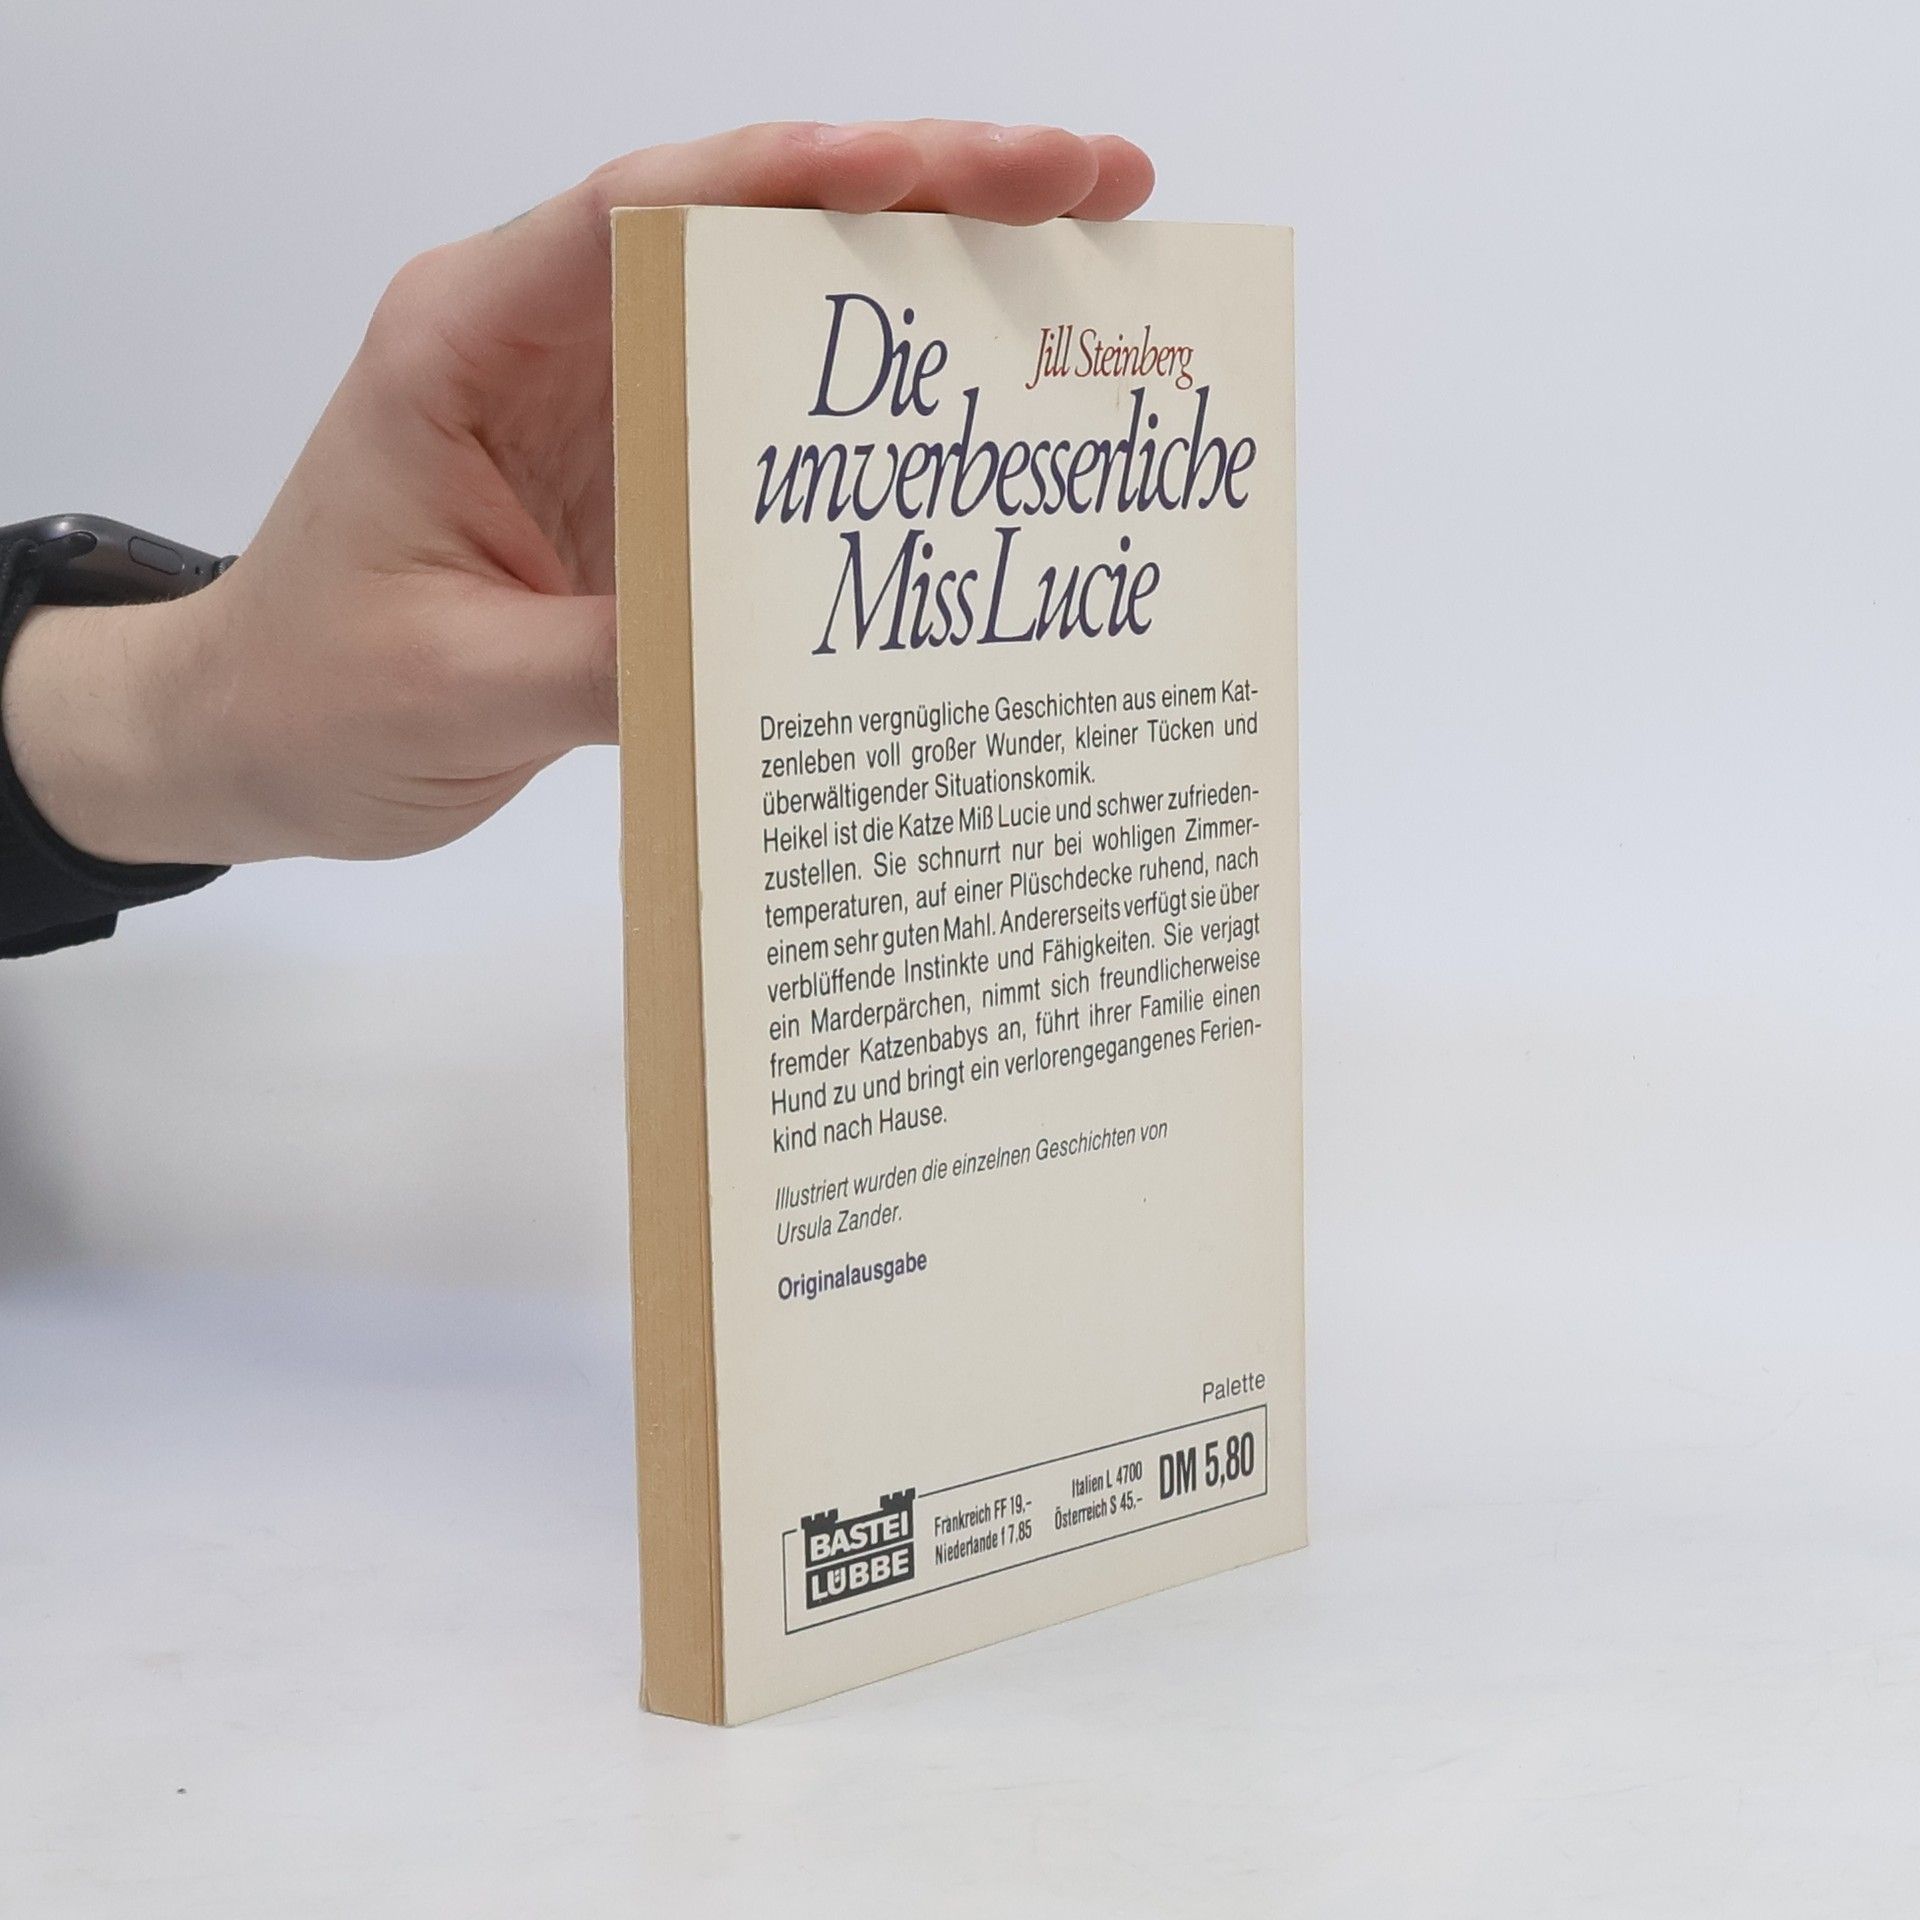 Die
Jill Steinberg
unverbesserliche
Miss Lucie
Dreizehn vergnügliche Geschichten aus einem Kat-
zenleben voll großer Wunder, kleiner Tücken und
überwältigender Situationskomik.
Heikel ist die Katze Miß Lucie und schwer zufrieden-
zustellen. Sie schnurrt nur bei wohligen Zimmer-
temperaturen, auf einer Plüschdecke ruhend, nach
einem sehr guten Mahl. Andererseits verfügt sie über
verblüffende Instinkte und Fähigkeiten. Sie verjagt
ein Marderpärchen, nimmt sich freundlicherweise
fremder Katzenbabys an, führt ihrer Familie einen
Hund zu und bringt ein verlorengegangenes Ferien-
kind nach Hause.
Illustriert wurden die einzelnen Geschichten von
Ursula Zander.
Originalausgabe
Palette
BASTEI
LÜBBE
Frankreich FF 19,-
Niederlande f 7,85
Italien L 4700
Österreich S 45,-
DM 5,80